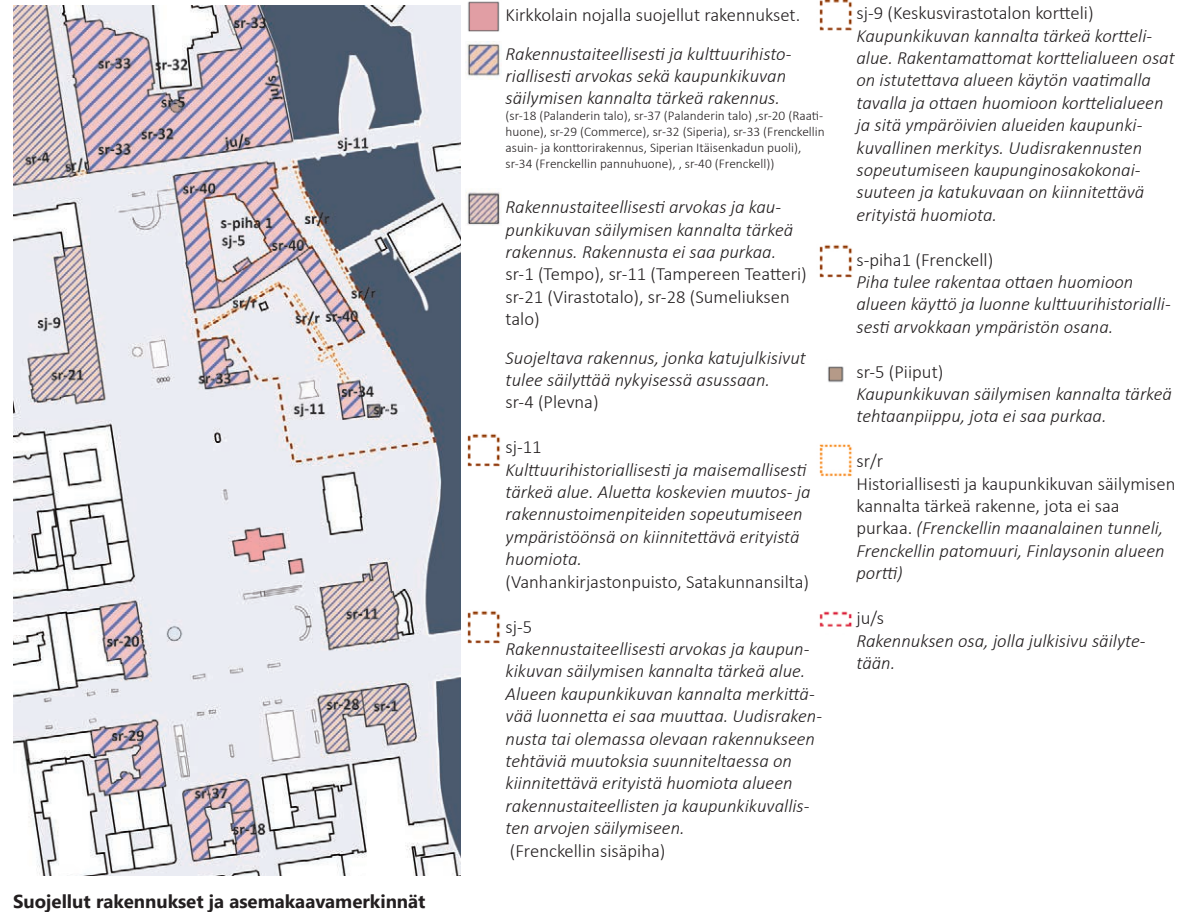 sr-33
sr-33
sr-32
ju/s
sr-5
sr-32
ju/s
sj-11
sr-33
sr-4
sr/r
sr-40
s-piha 1
sr/r
sj-5
sr-40
sr/r
sr/r
sr/r
sr-40
sj-9
sr-33
sr-21
sr-34
sj-11
sr-5
sr-11
sr-20
sr-28
sr-1
sr-29
sr-37
sr-18
Kirkkolain nojalla suojellut rakennukset.
Rakennustaiteellisesti ja kulttuurihisto-
riallisesti arvokas sekä kaupunkikuvan
säilymisen kannalta tärkeä rakennus.
(sr-18 (Palanderin talo), sr-37 (Palanderin talo) ,sr-20 (Raati-
huone), sr-29 (Commerce), sr-32 (Siperia), sr-33 (Frenckellin
asuin- ja konttorirakennus, Siperian Itäisenkadun puoli),
sr-34 (Frenckellin pannuhuone), , sr-40 (Frenckell))
Rakennustaiteellisesti arvokas ja kau-
punkikuvan säilymisen kannalta tärkeä
rakennus. Rakennusta ei saa purkaa.
sr-1 (Tempo), sr-11 (Tampereen Teatteri)
sr-21 (Virastotalo), sr-28 (Sumeliuksen
talo)
Suojeltava rakennus, jonka katujulkisivut
tulee säilyttää nykyisessä asussaan.
sr-4 (Plevna)
sj-11
Kulttuurihistoriallisesti ja maisemallisesti
tärkeä alue. Aluetta koskevien muutos- ja
rakennustoimenpiteiden sopeutumiseen
ympäristöönsä on kiinnitettävä erityistä
huomiota.
(Vanhankirjastonpuisto, Satakunnansilta)
sj-5
Rakennustaiteellisesti arvokas ja kaupun-
kikuvan säilymisen kannalta tärkeä alue.
Alueen kaupunkikuvan kannalta merkittä-
vää luonnetta ei saa muuttaa. Uudisraken-
nusta tai olemassa olevaan rakennukseen
tehtäviä muutoksia suunniteltaessa on
kiinnitettävä erityistä huomiota alueen
rakennustaiteellisten ja kaupunkikuvallis-
ten arvojen säilymiseen.
(Frenckellin sisäpiha)
sj-9 (Keskusvirastotalon kortteli)
Kaupunkikuvan kannalta tärkeä kortteli-
alue. Rakentamattomat korttelialueen osat
on istutettava alueen käytön vaatimalla
tavalla ja ottaen huomioon korttelialueen
ja sitä ympäröivien alueiden kaupunki-
kuvallinen merkitys. Uudisrakennusten
sopeutumiseen kaupunginosakokonai-
suuteen ja katukuvaan on kiinnitettävä
erityistä huomiota.
s-piha1 (Frenckell)
Piha tulee rakentaa ottaen huomioon
alueen käyttö ja luonne kulttuurihistorialli-
sesti arvokkaan ympäristön osana.
sr-5 (Piiput)
Kaupunkikuvan säilymisen kannalta tärkeä
tehtaanpiippu, jota ei saa purkaa.
sr/r
Historiallisesti ja kaupunkikuvan säilymisen
kannalta tärkeä rakenne, jota ei saa
purkaa. (Frenckellin maanalainen tunneli,
Frenckellin patomuuri, Finlaysonin alueen
portti)
ju/s
Rakennuksen osa, jolla julkisivu säilyte-
tään.
Suojellut rakennukset ja asemakaavamerkinnät